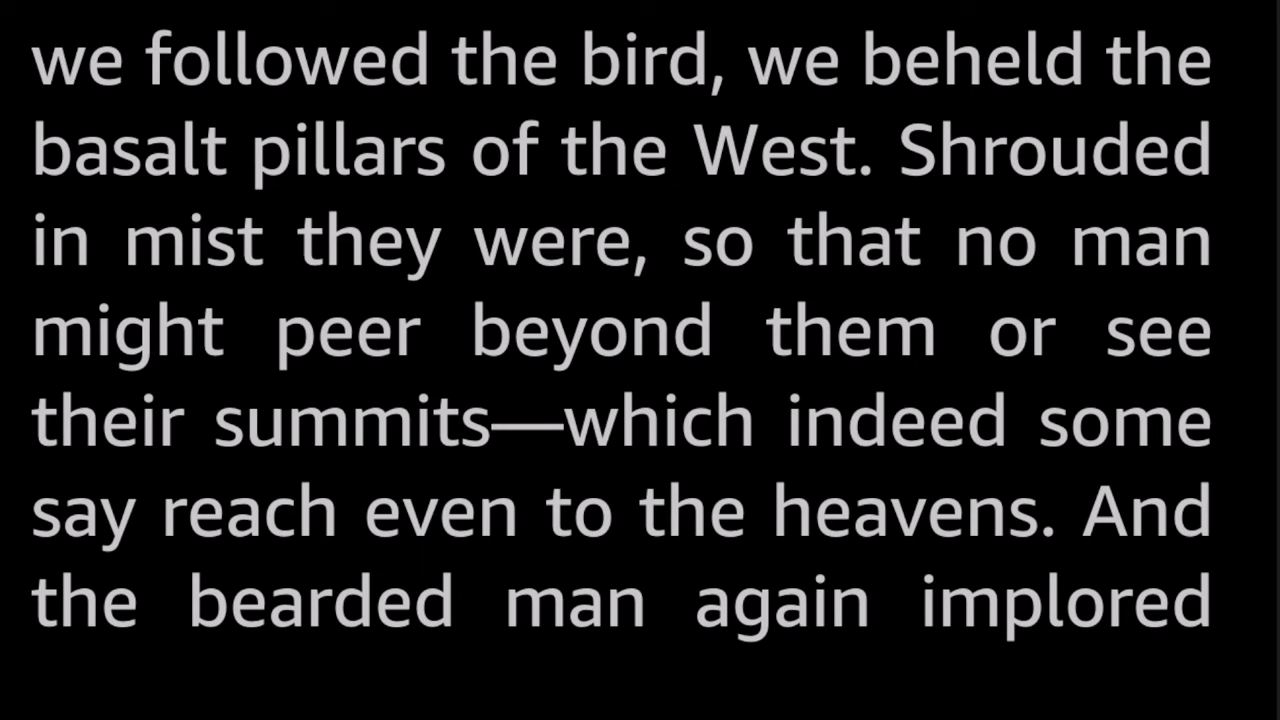 we followed the bird, we beheld the
basalt pillars of the West. Shrouded
in mist they were, so that no man
might peer beyond them or see
their summits—which indeed some
say reach even to the heavens. And
the bearded man again implored